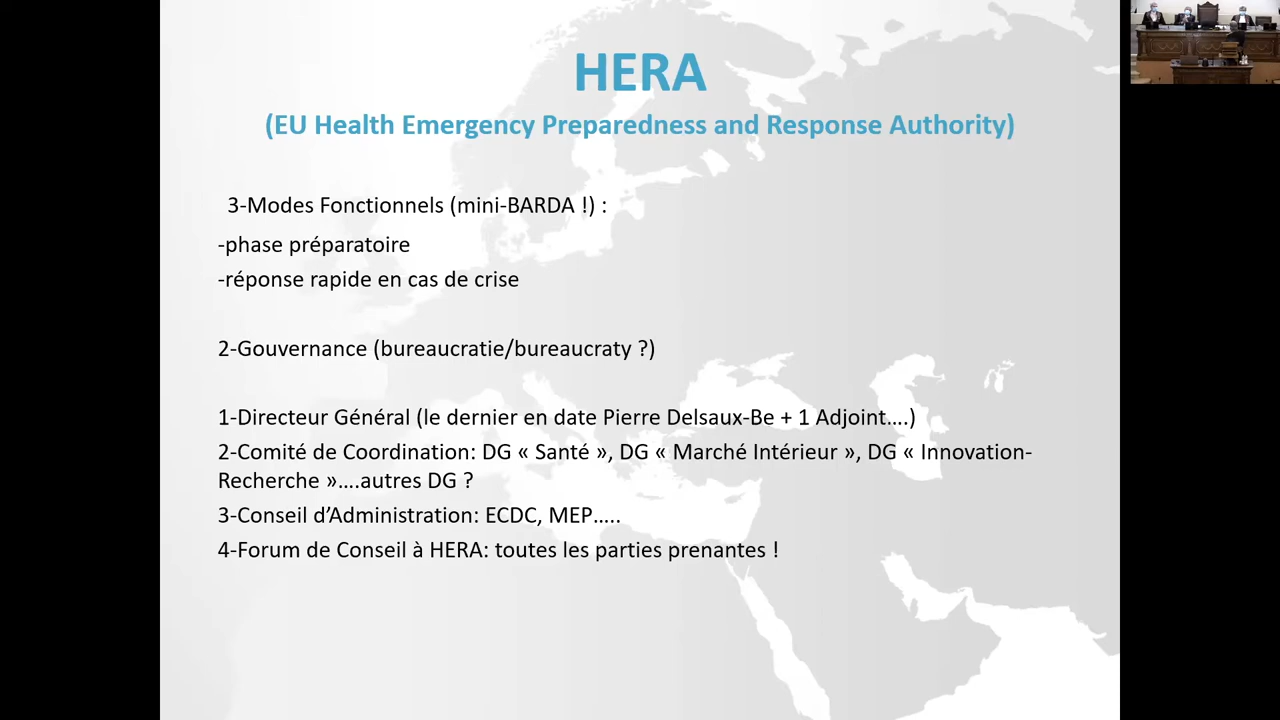 HERA
(EU Health Emergency Preparedness and Response Authority)
3-Modes Fonctionnels (mini-BARDA !) :
-phase préparatoire
-réponse rapide en cas de crise
2-Gouvernance (bureaucratie/bureaucraty ?)
1-Directeur Général (le dernier en date Pierre Delsaux-Be + 1 Adjoint….)
2-Comité de Coordination: DG « Santé », DG « Marché Intérieur », DG « Innovation-
Recherche »….autres DG ?
3-Conseil d’Administration: ECDC, MEP…..
4-Forum de Conseil à HERA: toutes les parties prenantes !